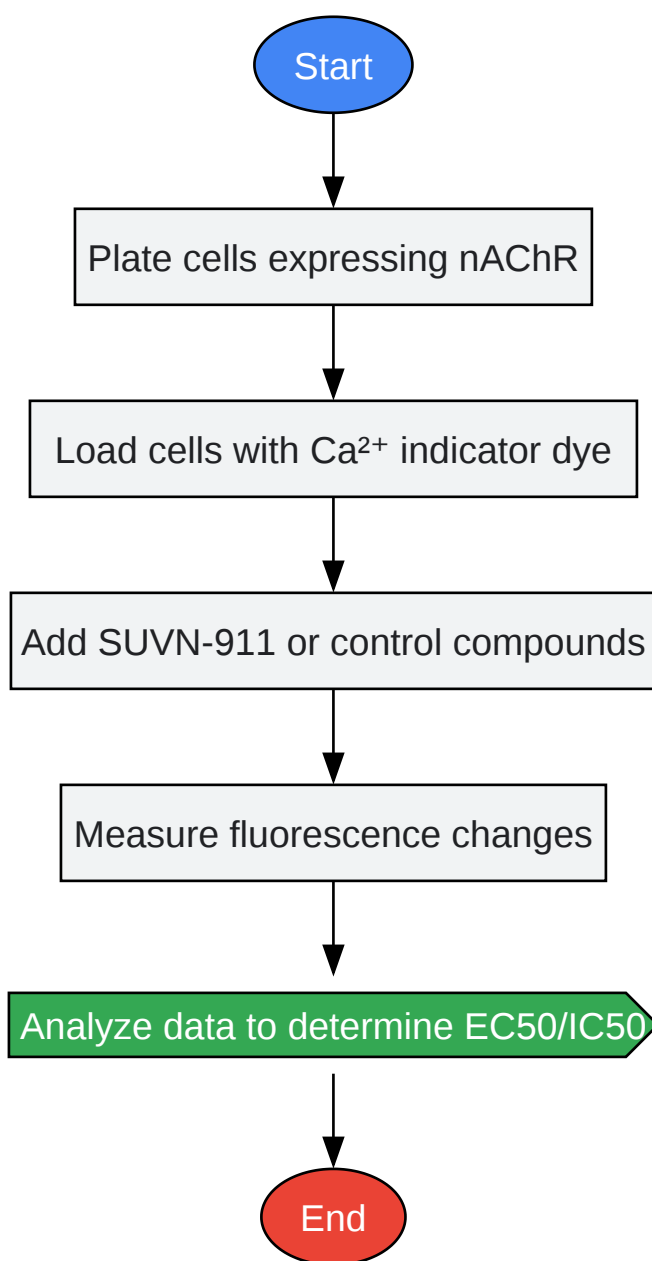 Start
Plate cells expressing nAChR
Load cells with Ca²⁺ indicator dye
Add SUVN-911 or control compounds
Measure fluorescence changes
Analyze data to determine EC50/IC50
End